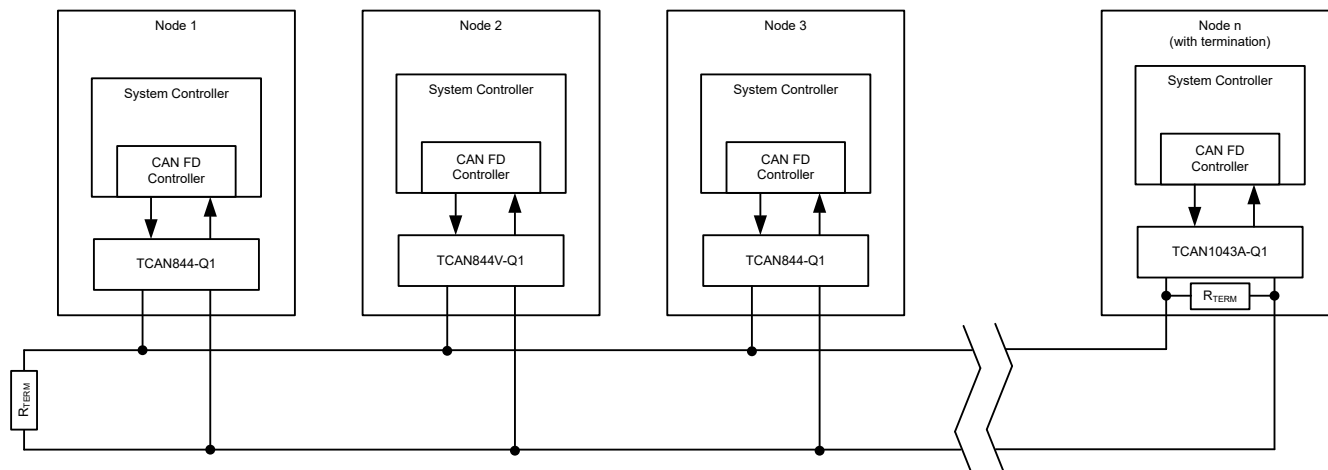 Node 1
System Controller
CAN FD
Controller
TCAN844-Q1
Node 2
System Controller
CAN FD
Controller
TCAN844V-Q1
Node 3
System Controller
CAN FD
Controller
TCAN844-Q1
Node n
(with termination)
System Controller
CAN FD
Controller
TCAN1043A-Q1
RTERM
RTERM